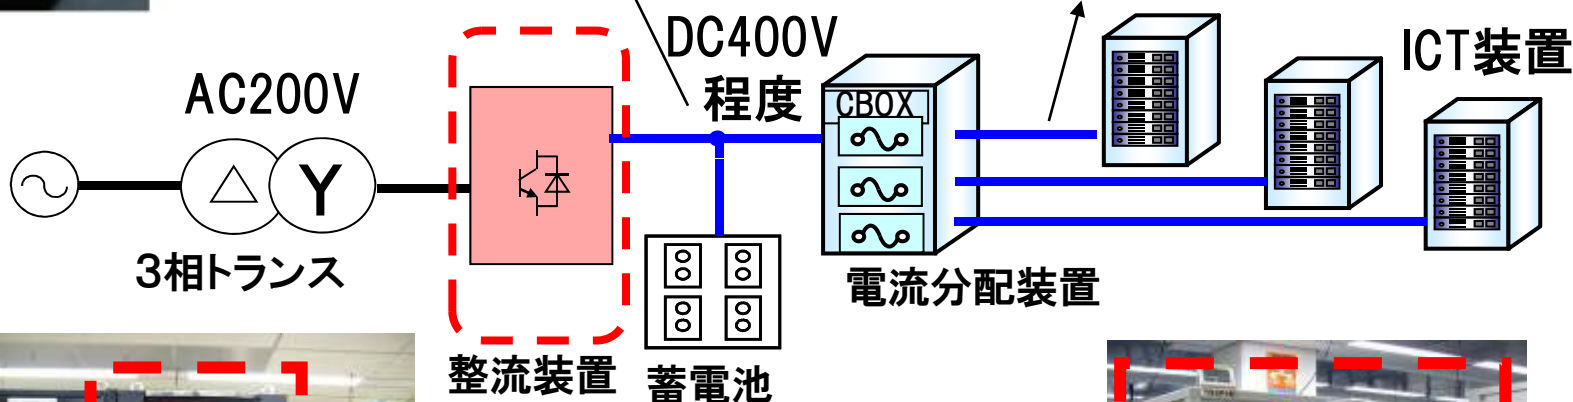 DC400V
程度
ICT装置
AC200V
CBOX
Y
3相トランス
電流分配装置
整流装置
蓄電池